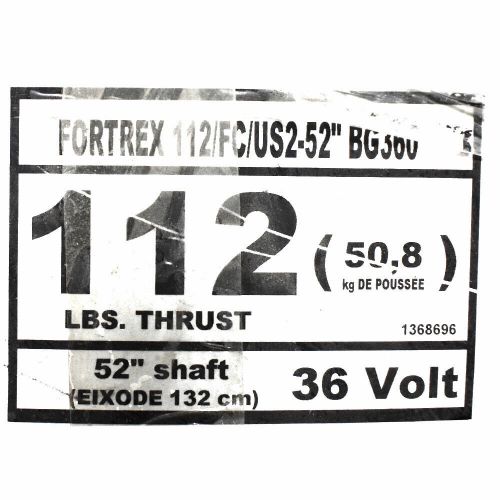 FORTREX 112/FC/US2-52" BG360
112
LBS. THRUST
( 50,8 )
kg DE POUSSÉE
1368696
52" shaft
(EIXODE 132 cm)
36 Volt